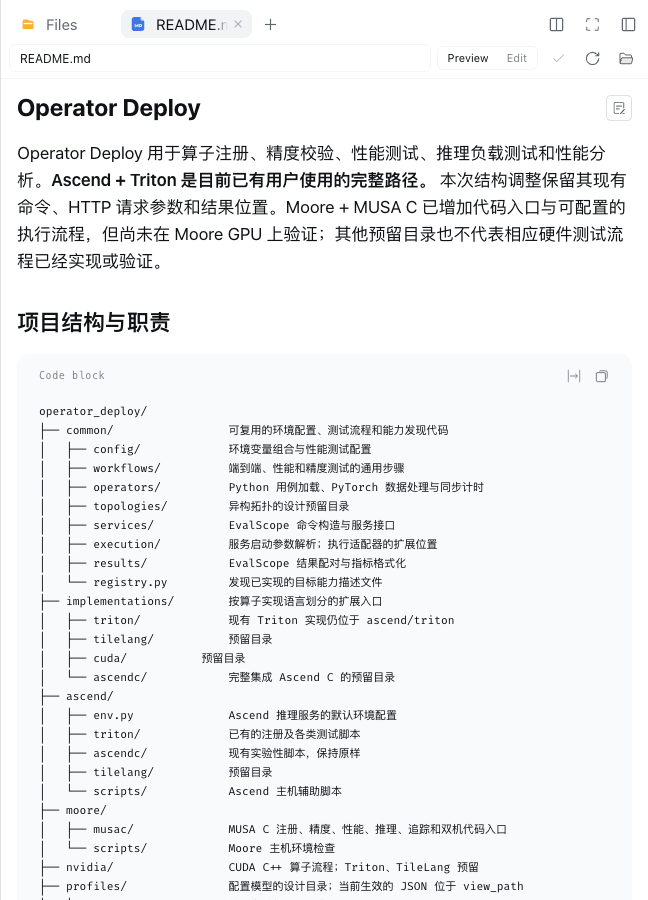 Files
README.n
README.md
Preview
Edit
Operator Deploy
Operator Deploy 用于算子注册、精度校验、性能测试、推理负载测试和性能分
析。Ascend + Triton 是目前已有用户使用的完整路径。 本次结构调整保留其现有
命令、HTTP 请求参数和结果位置。Moore + MUSA C 已增加代码入口与可配置的
执行流程，但尚未在 Moore GPU 上验证；其他预留目录也不代表相应硬件测试流
程已经实现或验证。
项目结构与职责
Code block
operator_deploy/
├── common/ 可复用的环境配置、测试流程和能力发现代码
│   ├── config/ 环境变量组合与性能测试配置
│   ├── workflows/ 端到端、性能和精度测试的通用步骤
│   ├── operators/ Python 用例加载、PyTorch 数据处理与同步计时
│   ├── topologies/ 异构拓扑的设计预留目录
│   ├── services/ EvalScope 命令构造与服务接口
│   ├── execution/ 服务启动参数解析；执行适配器的扩展位置
│   ├── results/ EvalScope 结果配对与指标格式化
│   └── registry.py 发现已实现的目标能力描述文件
├── implementations/ 按算子实现语言划分的扩展入口
│   ├── triton/ 现有 Triton 实现仍位于 ascend/triton
│   ├── tilelang/ 预留目录
│   ├── cuda/ 预留目录
│   └── ascendc/ 完整集成 Ascend C 的预留目录
├── ascend/
│   ├── env.py Ascend 推理服务的默认环境配置
│   ├── triton/ 已有的注册及各类测试脚本
│   ├── ascendc/ 现有实验性脚本，保持原样
│   ├── tilelang/ 预留目录
│   └── scripts/ Ascend 主机辅助脚本
├── moore/
│   ├── musac/ MUSA C 注册、精度、性能、推理、追踪和双机代码入口
│   └── scripts/ Moore 主机环境检查
├── nvidia/ CUDA C++ 算子流程；Triton、TileLang 预留
├── profiles/ 配置模型的设计目录；当前生效的 JSON 位于 view_path